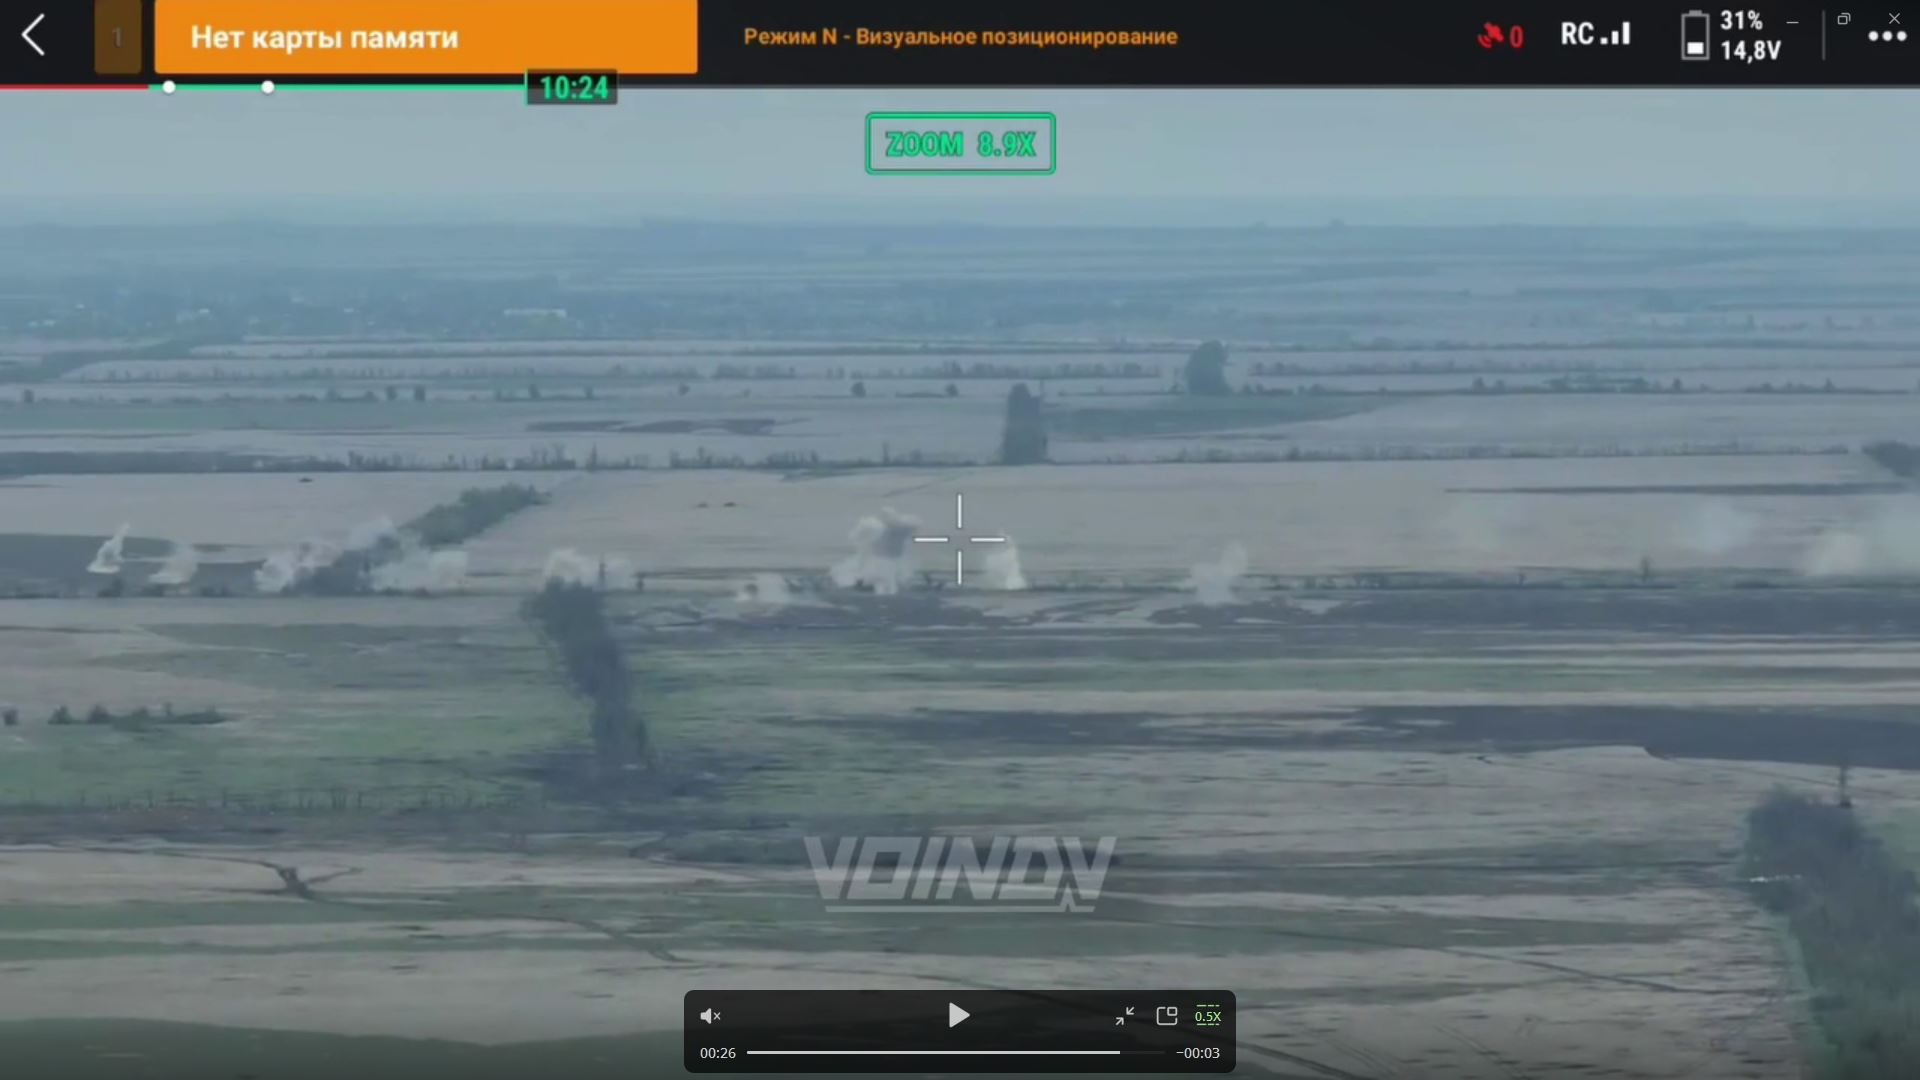 1
Нет карты памяти
Режим N - Визуальное позиционирование
0
RC
31%
14,8V
10:24
ZOOM 8.9X
VOINDV
0.5X
00:26
−00:03